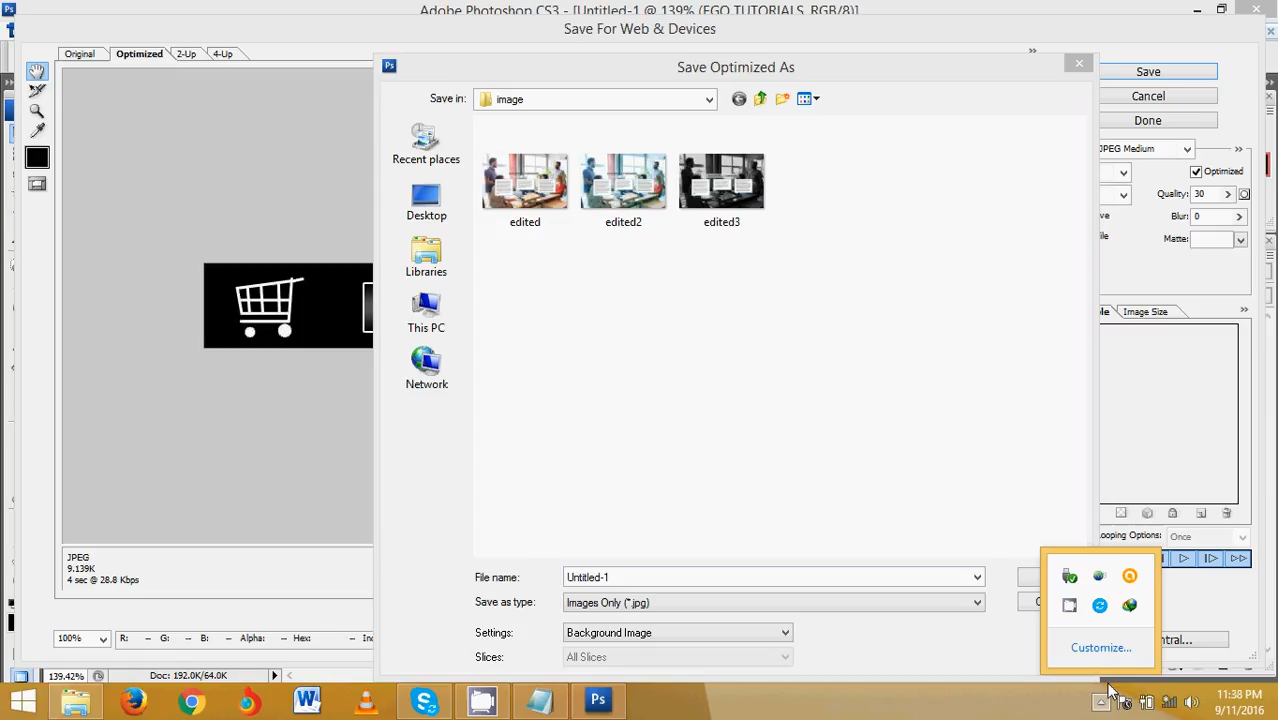 Adobe Photoshop CS3 - [Untitled-1 @ 139% (EGO TUTORIALS, RGB/8)]
Save For Web & Devices
Original Optimized 2-Up 4-Up
Save Optimized As
Save
Save in: image
Cancel
Done
Recent places
JPEG Medium
Optimized
Quality: 30
Desktop
edited edited2 edited3
Blur: 0
Matte:
Libraries
Image Size
This PC
Network
Looping Options: Once
JPEG
9.139K
4 sec @ 28.8 Kbps
File name: Untitled-1
Save as type: Images Only (*.jpg)
Settings: Background Image
Slices: All Slices
100% R: -- G: -- B: -- Alpha: -- Hex: --
Customize...
139.42% Doc: 192.0K/64.0K
11:38 PM
9/11/2016